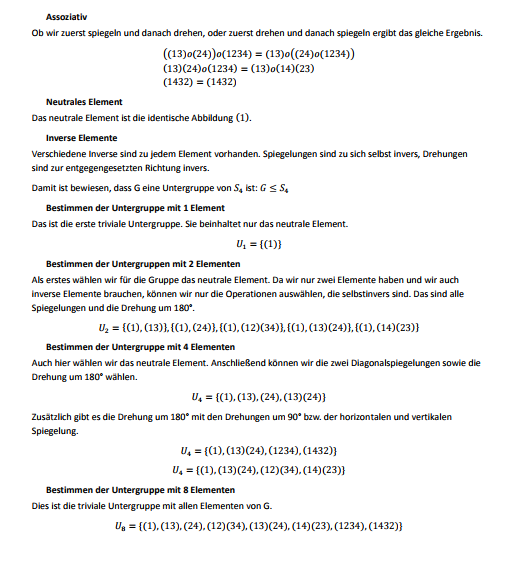 Assoziativ
Ob wir zuerst spiegeln und danach drehen, oder zuerst drehen und danach spiegeln ergibt das gleiche Ergebnis.
((13)o(24))o(1234) = (13)o((24)o(1234))
(13)(24)o(1234) = (13)o(14)(23)
(1432) = (1432)
Neutrales Element
Das neutrale Element ist die identische Abbildung (1).
Inverse Elemente
Verschiedene Inverse sind zu jedem Element vorhanden. Spiegelungen sind zu sich selbst invers, Drehungen
sind zur entgegengesetzten Richtung invers.
Damit ist bewiesen, dass G eine Untergruppe von S₄ ist: G ≤ S₄
Bestimmen der Untergruppe mit 1 Element
Das ist die erste triviale Untergruppe. Sie beinhaltet nur das neutrale Element.
U₁ = {(1)}
Bestimmen der Untergruppen mit 2 Elementen
Als erstes wählen wir für die Gruppe das neutrale Element. Da wir nur zwei Elemente haben und wir auch
inverse Elemente brauchen, können wir nur die Operationen auswählen, die selbstinvers sind. Das sind alle
Spiegelungen und die Drehung um 180°.
U₂ = {(1), (13)}, {(1), (24)}, {(1), (12)(34)}, {(1), (13)(24)}, {(1), (14)(23)}
Bestimmen der Untergruppe mit 4 Elementen
Auch hier wählen wir das neutrale Element. Anschließend können wir die zwei Diagonalspiegelungen sowie die
Drehung um 180° wählen.
U₄ = {(1), (13), (24), (13)(24)}
Zusätzlich gibt es die Drehung um 180° mit den Drehungen um 90° bzw. der horizontalen und vertikalen
Spiegelung.
U₄ = {(1), (13)(24), (1234), (1432)}
U₄ = {(1), (13)(24), (12)(34), (14)(23)}
Bestimmen der Untergruppe mit 8 Elementen
Dies ist die triviale Untergruppe mit allen Elementen von G.
U₈ = {(1), (13), (24), (12)(34), (13)(24), (14)(23), (1234), (1432)}